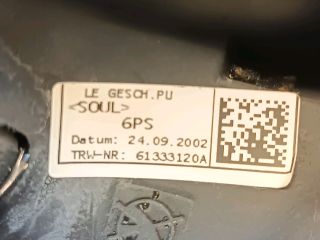 LE GESCH.PU
<SOUL>
6PS
Datum: 24.09.2002
TRW-NR: 61333120A